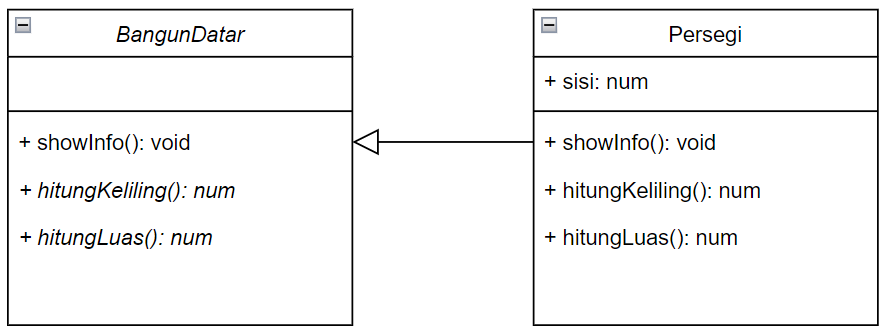 BangunDatar
+ showInfo(): void
+ hitungKeliling(): num
+ hitungLuas(): num
Persegi
+ sisi: num
+ showInfo(): void
+ hitungKeliling(): num
+ hitungLuas(): num